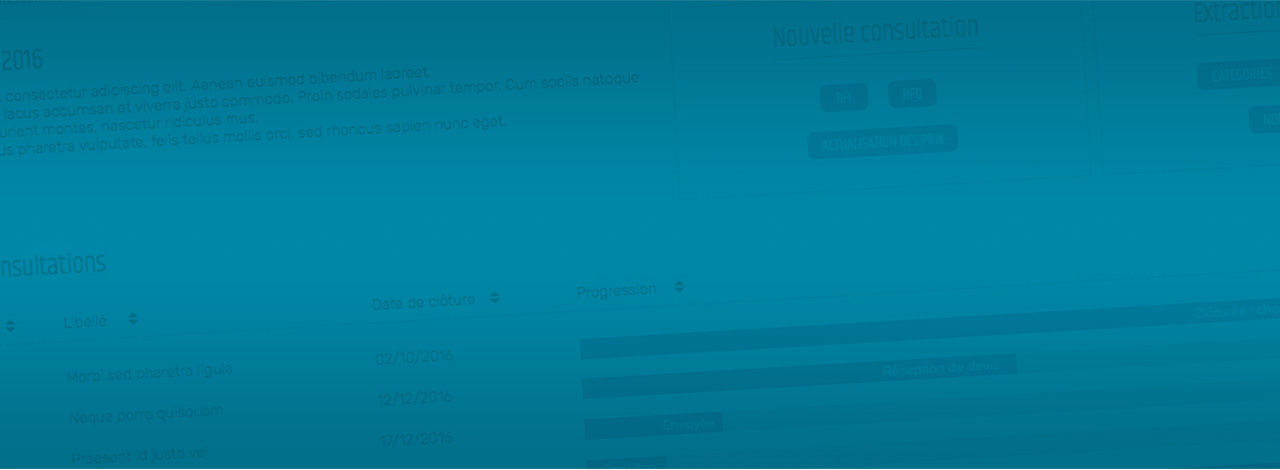 2016
, consectetur adipiscing elit. Aenean euismod bibendum laoreet.
lacus accumsan et viverra justo commodo. Proin sodales pulvinar tempor. Cum sociis natoque
urient montes, nascetur ridiculus mus.
us pharetra vulputate, felis tellus mollis orci, sed rhoncus sapien nunc eget.
Nouvelle consultation
RFI RFQ
ACTUALISATION DES PRIX
Extraction
CATEGORIES
nsultations
Libellé Date de clôture Progression
Morbi sed pharetra ligula 02/10/2016 Clôturée
Neque porro quisquam 12/12/2016 Réception de devis
Praesent id justo vel 17/12/2016 Envoyée